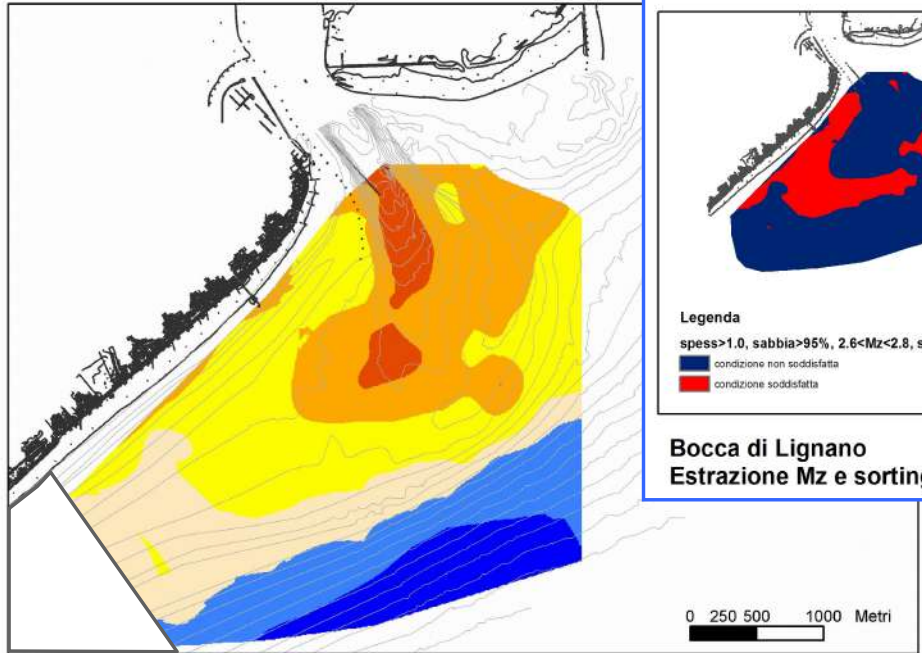 0 250 500 1000 Metri
Legenda
spess>1.0, sabbia>95%, 2.6<Mz<2.8, s
condizione non soddisfatta
condizione soddisfatta
Bocca di Lignano
Estrazione Mz e sorting